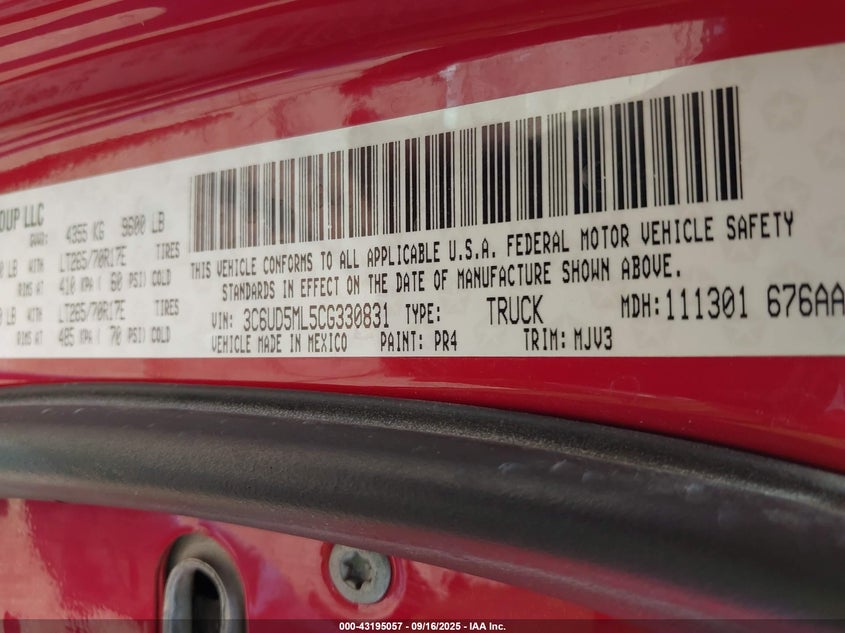 OUP LLC
4355 KG 9600 LB
LB WITH LT265/70R17E TIRES
RIMS AT 410 KPA ( 60 PSI) COLD
LB WITH LT265/70R17E TIRES
RIMS AT 485 KPA ( 70 PSI) COLD
THIS VEHICLE CONFORMS TO ALL APPLICABLE U.S.A. FEDERAL MOTOR VEHICLE SAFETY
STANDARDS IN EFFECT ON THE DATE OF MANUFACTURE SHOWN ABOVE.
VIN: 3C6UD5ML5CG330831 TYPE: TRUCK MDH: 111301 676AA
VEHICLE MADE IN MEXICO PAINT: PR4 TRIM: MJV3
000-43195057 - 09/16/2025 - IAA Inc.